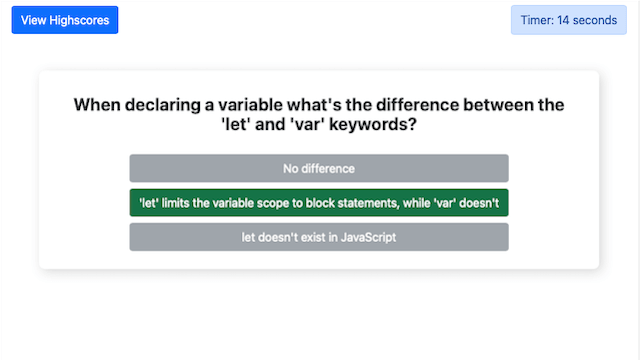 View Highscores
Timer: 14 seconds
When declaring a variable what's the difference between the
'let' and 'var' keywords?
No difference
'let' limits the variable scope to block statements, while 'var' doesn't
let doesn't exist in JavaScript